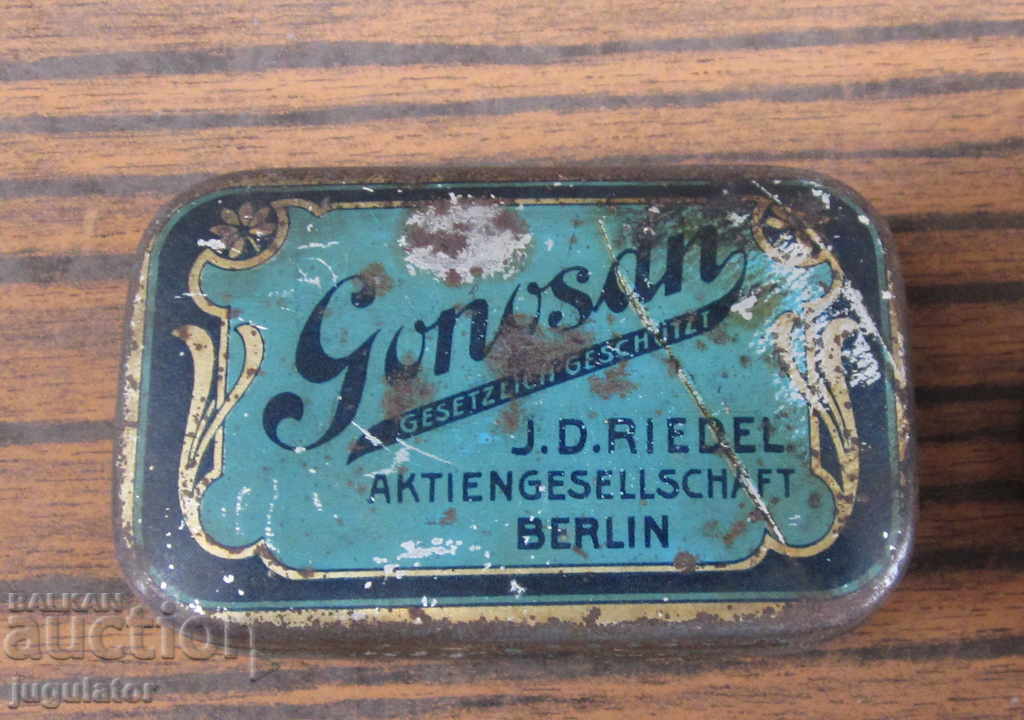 Gonosan
GESETZLICH GESCHÜTZT
J.D.RIEDEL
AKTIENGESELLSCHAFT
BERLIN
BALKAN
auction
jugulator